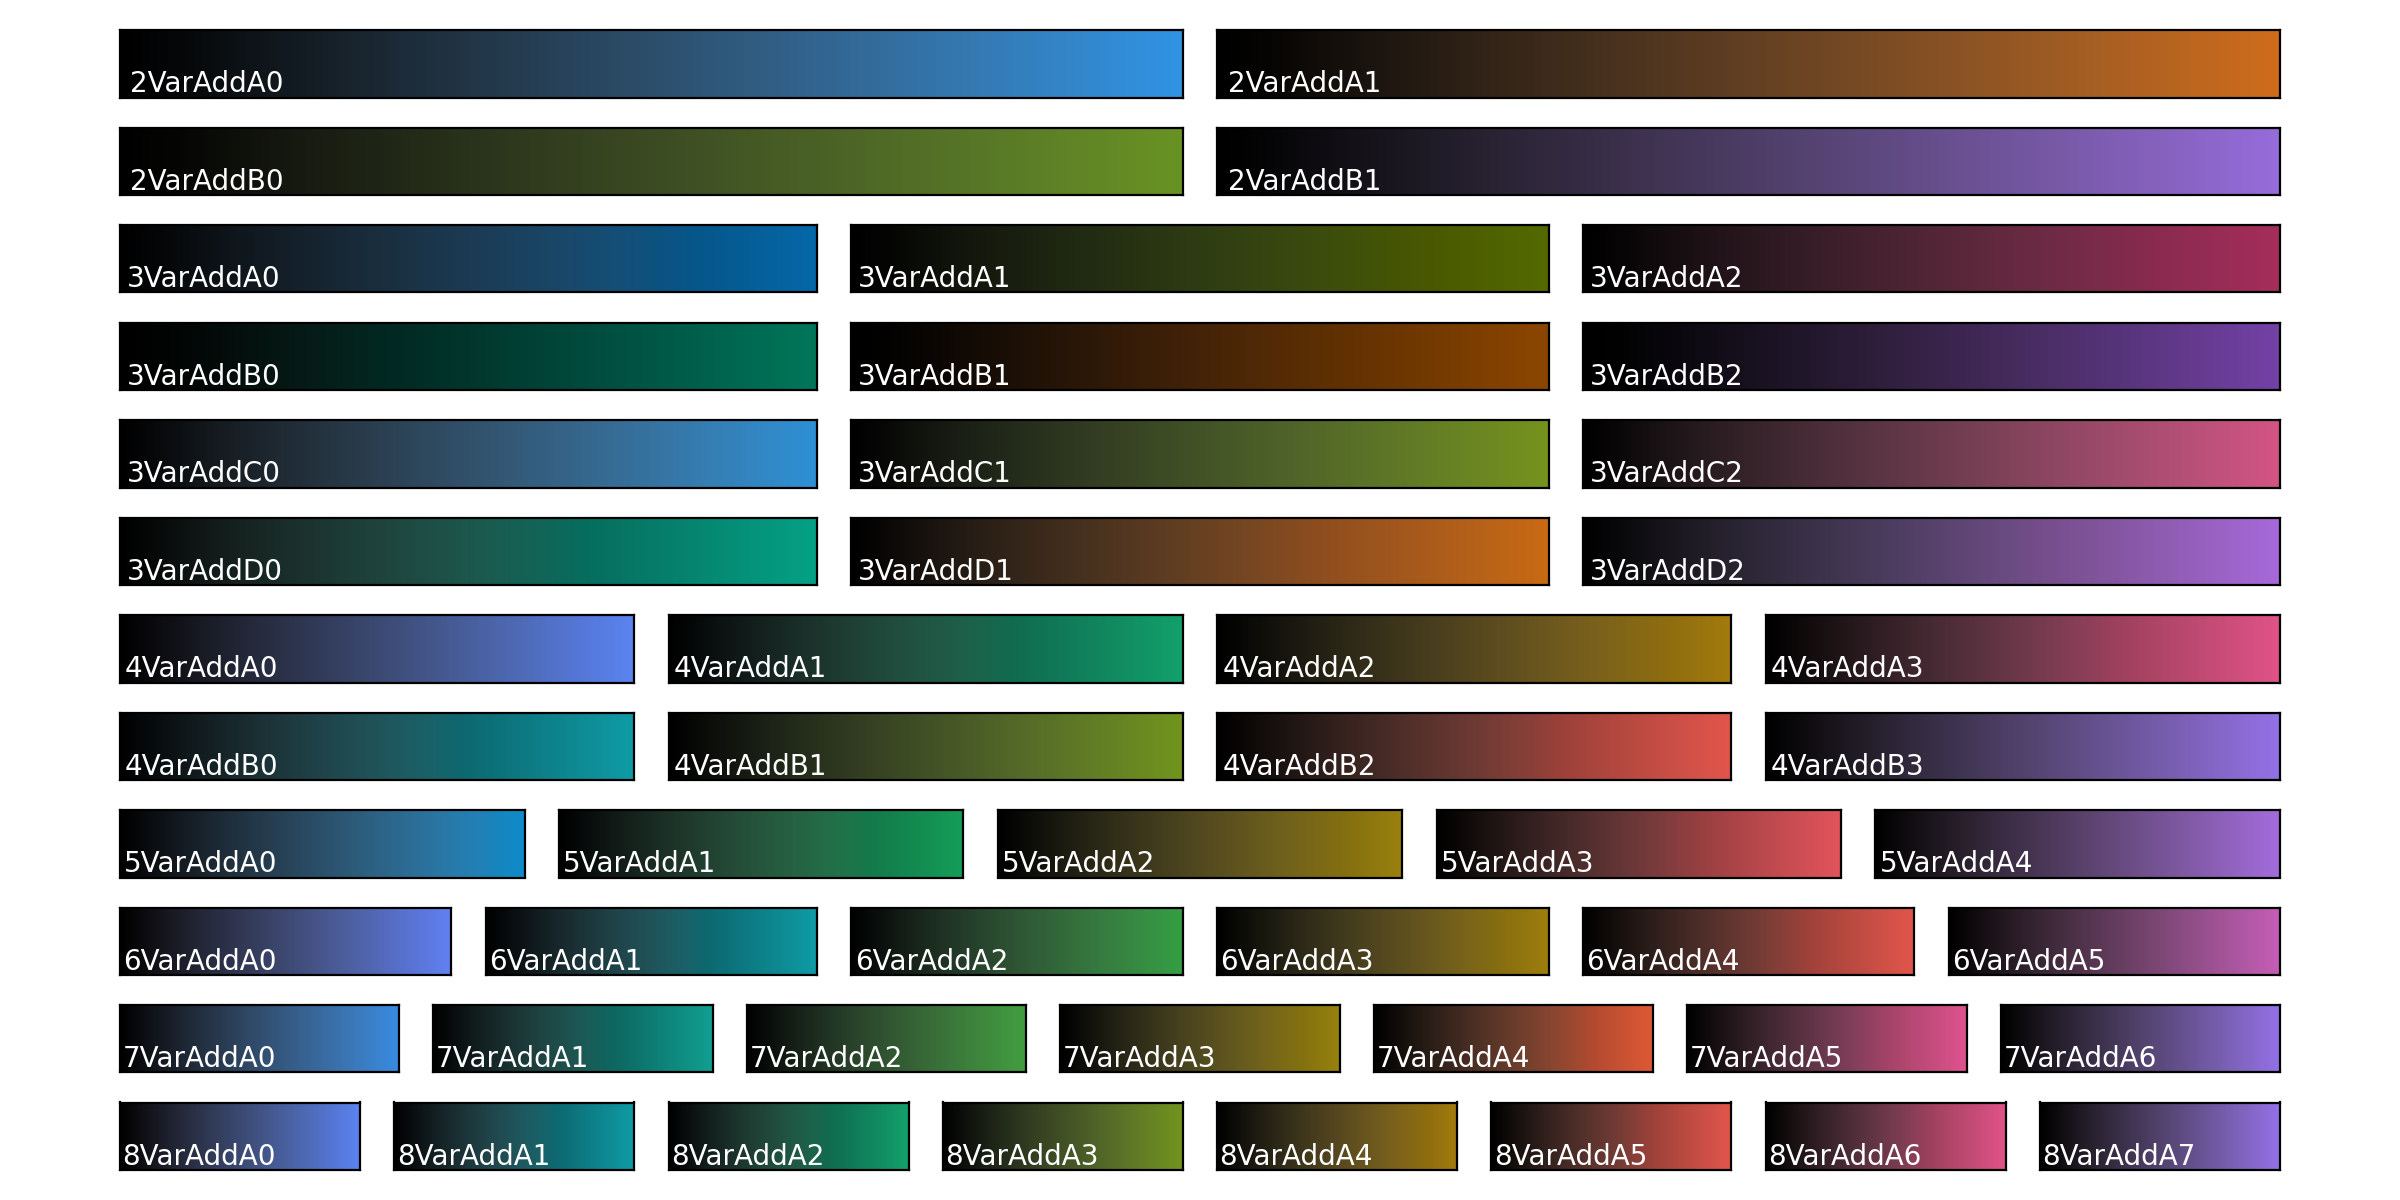 2VarAddA0 2VarAddA1
2VarAddB0 2VarAddB1
3VarAddA0 3VarAddA1 3VarAddA2
3VarAddB0 3VarAddB1 3VarAddB2
3VarAddC0 3VarAddC1 3VarAddC2
3VarAddD0 3VarAddD1 3VarAddD2
4VarAddA0 4VarAddA1 4VarAddA2 4VarAddA3
4VarAddB0 4VarAddB1 4VarAddB2 4VarAddB3
5VarAddA0 5VarAddA1 5VarAddA2 5VarAddA3 5VarAddA4
6VarAddA0 6VarAddA1 6VarAddA2 6VarAddA3 6VarAddA4 6VarAddA5
7VarAddA0 7VarAddA1 7VarAddA2 7VarAddA3 7VarAddA4 7VarAddA5 7VarAddA6
8VarAddA0 8VarAddA1 8VarAddA2 8VarAddA3 8VarAddA4 8VarAddA5 8VarAddA6 8VarAddA7